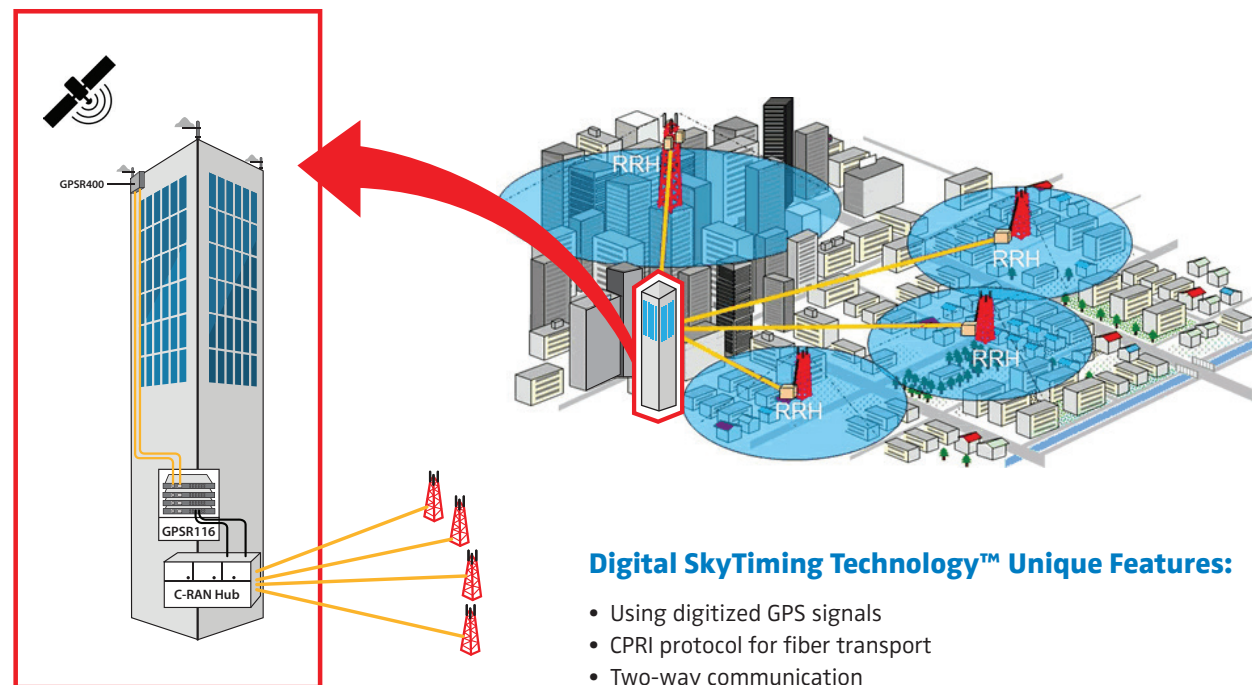 GPSR400
GPSR116
C-RAN Hub
RRH
RRH
RRH
RRH
Digital SkyTiming Technology™ Unique Features:
• Using digitized GPS signals
• CPRI protocol for fiber transport
• Two-way communication